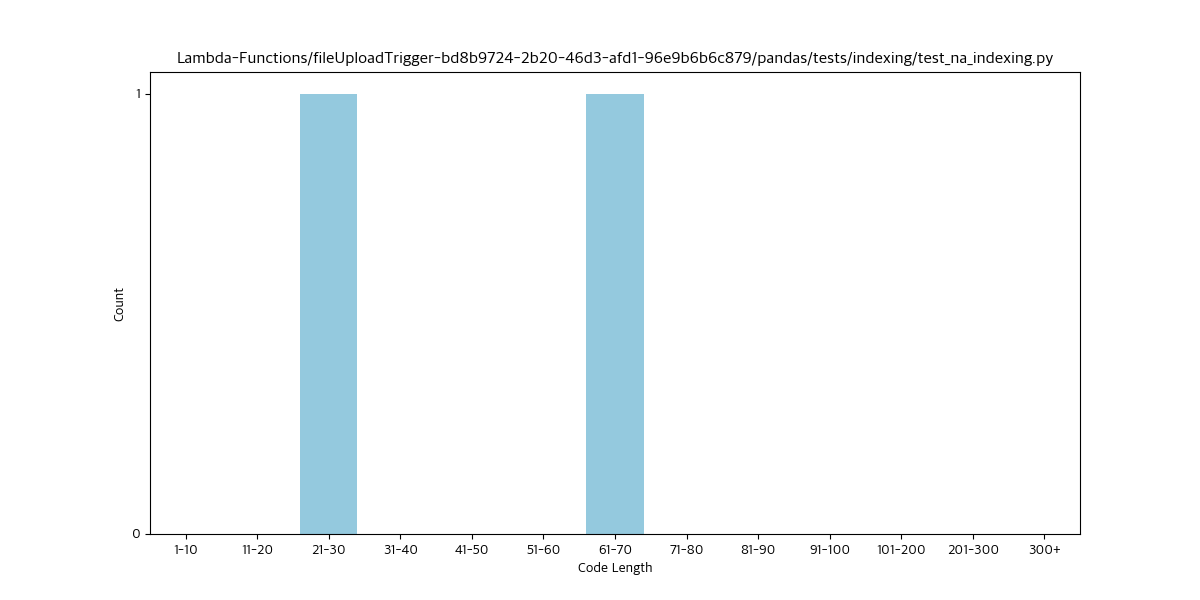 Lambda-Functions/fileUploadTrigger-bd8b9724-2b20-46d3-afd1-96e9b6b6c879/pandas/tests/indexing/test_na_indexing.py
1
Count
0
1-10 11-20 21-30 31-40 41-50 51-60 61-70 71-80 81-90 91-100 101-200 201-300 300+
Code Length